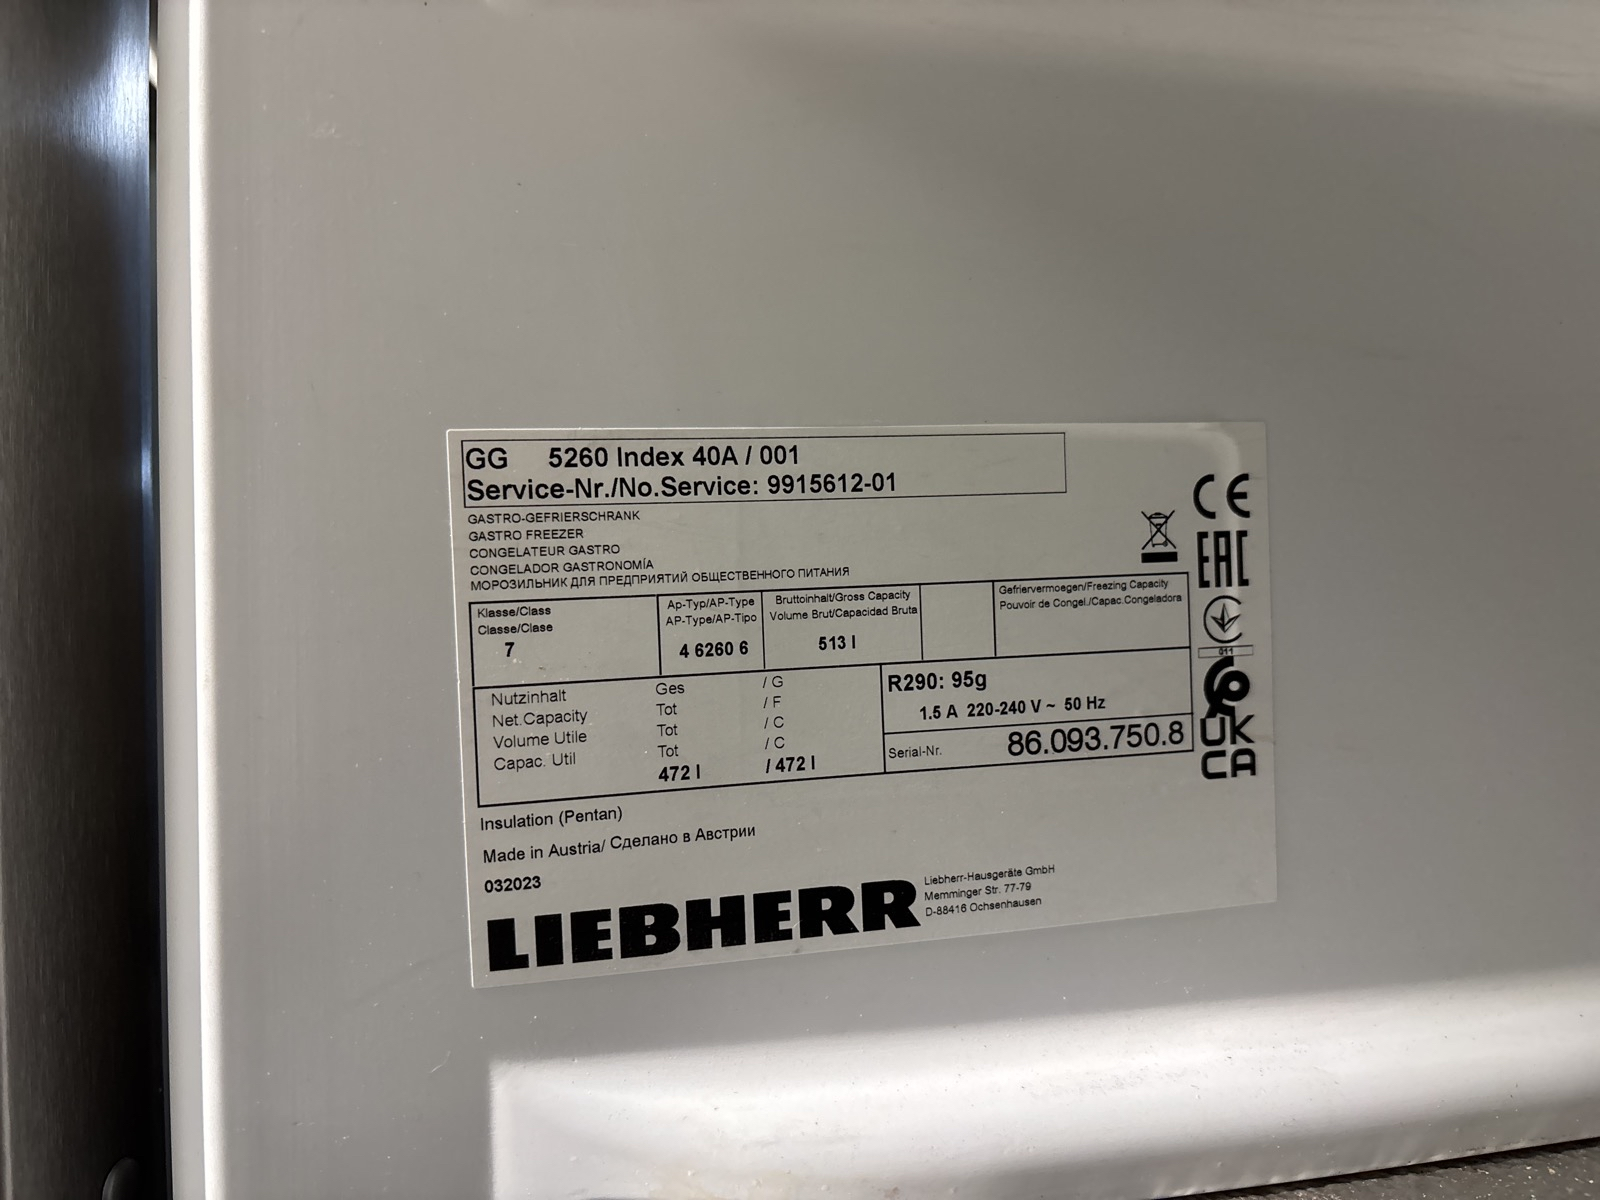 GG 5260 Index 40A / 001
Service-Nr./No.Service: 9915612-01
GASTRO-GEFRIERSCHRANK
GASTRO FREEZER
CONGELATEUR GASTRO
CONGELADOR GASTRONOMÍA
МОРОЗИЛЬНИК ДЛЯ ПРЕДПРИЯТИЙ ОБЩЕСТВЕННОГО ПИТАНИЯ
Klasse/Class
Classe/Clase
7
Ap-Typ/AP-Type
AP-Type/AP-Tipo
4 6260 6
Bruttoinhalt/Gross Capacity
Volume Brut/Capacidad Bruta
513 l
Gefriervermoegen/Freezing Capacity
Pouvoir de Congel./Capac.Congeladora
Nutzinhalt Ges / G
Net.Capacity Tot / F
Volume Utile Tot / C
Capac. Util Tot / C
472 l / 472 l
R290: 95g
1.5 A 220-240 V ~ 50 Hz
Serial-Nr. 86.093.750.8
CE
EAC
011
UK
CA
Insulation (Pentan)
Made in Austria/ Сделано в Австрии
032023
LIEBHERR
Liebherr-Hausgeräte GmbH
Memminger Str. 77-79
D-88416 Ochsenhausen